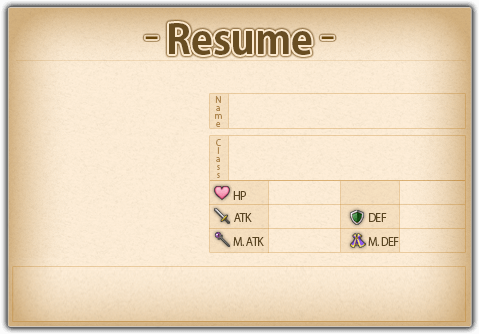 - Resume -
Name
Class
HP
ATK
DEF
M. ATK
M. DEF